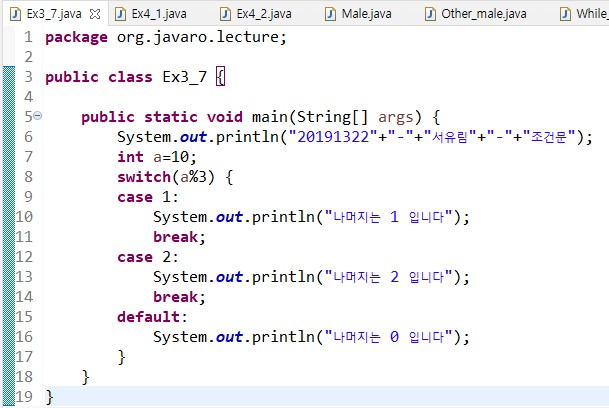 Ex3_7.java Ex4_1.java Ex4_2.java Male.java Other_male.java While_
1 package org.javaro.lecture;
2
3 public class Ex3_7 {
4
5 public static void main(String[] args) {
6 System.out.println("20191322"+"-"+"서유림"+"-"+"조건문");
7 int a=10;
8 switch(a%3) {
9 case 1:
10 System.out.println("나머지는 1 입니다");
11 break;
12 case 2:
13 System.out.println("나머지는 2 입니다");
14 break;
15 default:
16 System.out.println("나머지는 0 입니다");
17 }
18 }
19 }